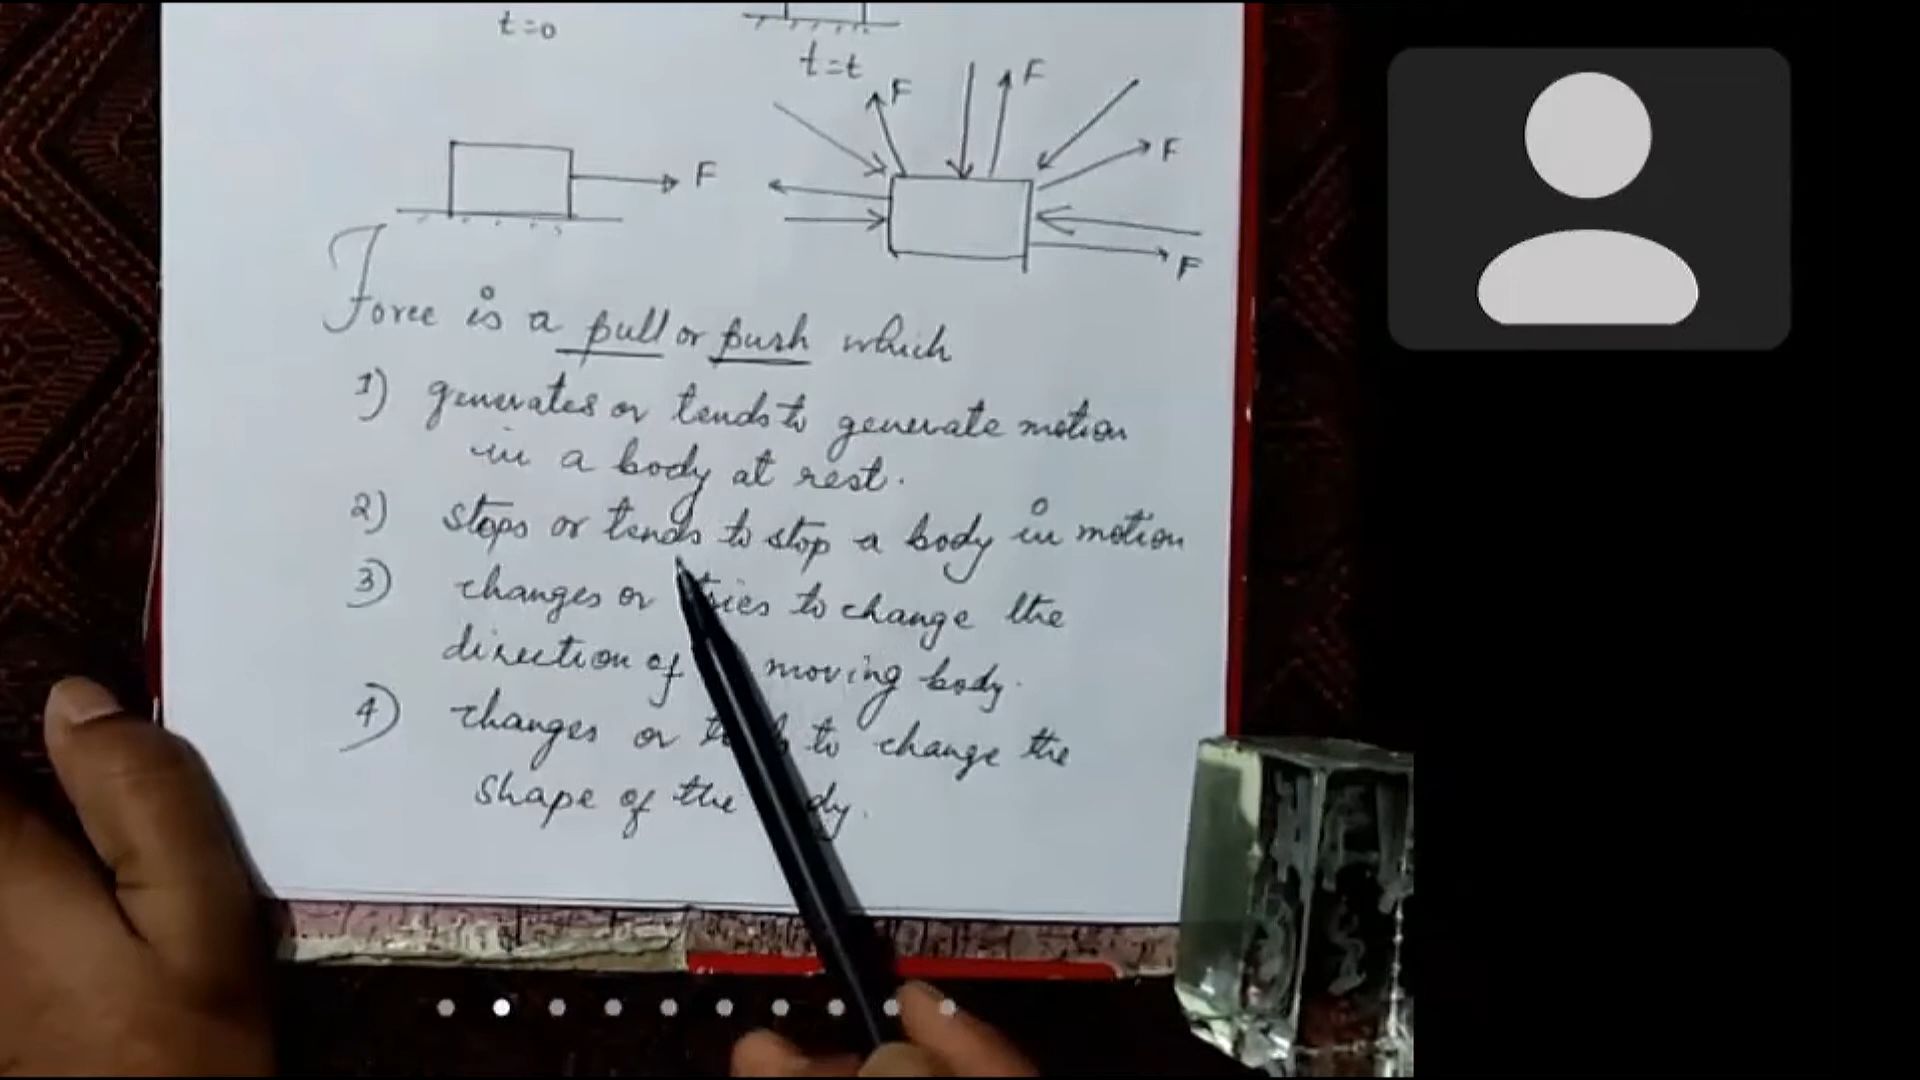 t=0
t=t
F
F
F
F
F
Force is a pull or push which
1) generates or tends to generate motion
in a body at rest.
2) stops or tends to stop a body in motion
3) changes or tries to change the
direction of moving body.
4) changes or to change the
shape of the